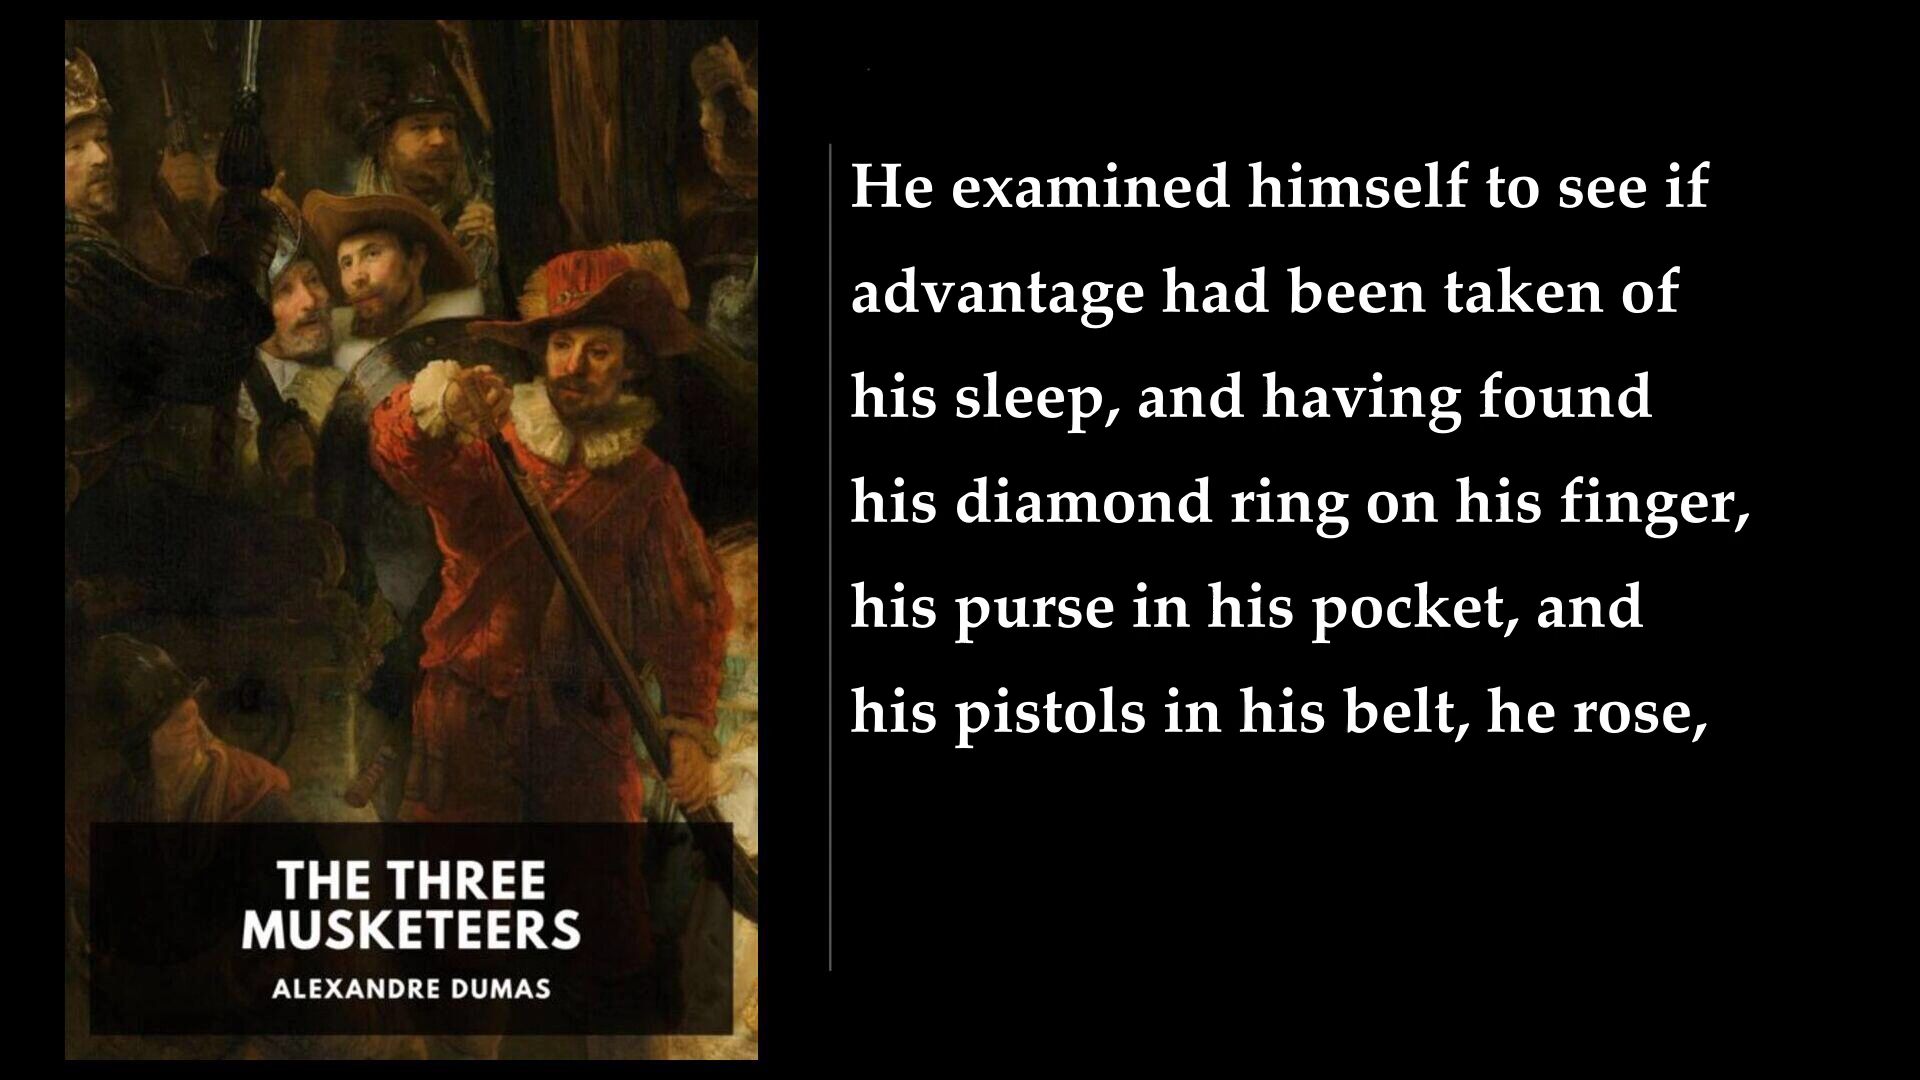 He examined himself to see if
advantage had been taken of
his sleep, and having found
his diamond ring on his finger,
his purse in his pocket, and
his pistols in his belt, he rose,
THE THREE
MUSKETEERS
ALEXANDRE DUMAS